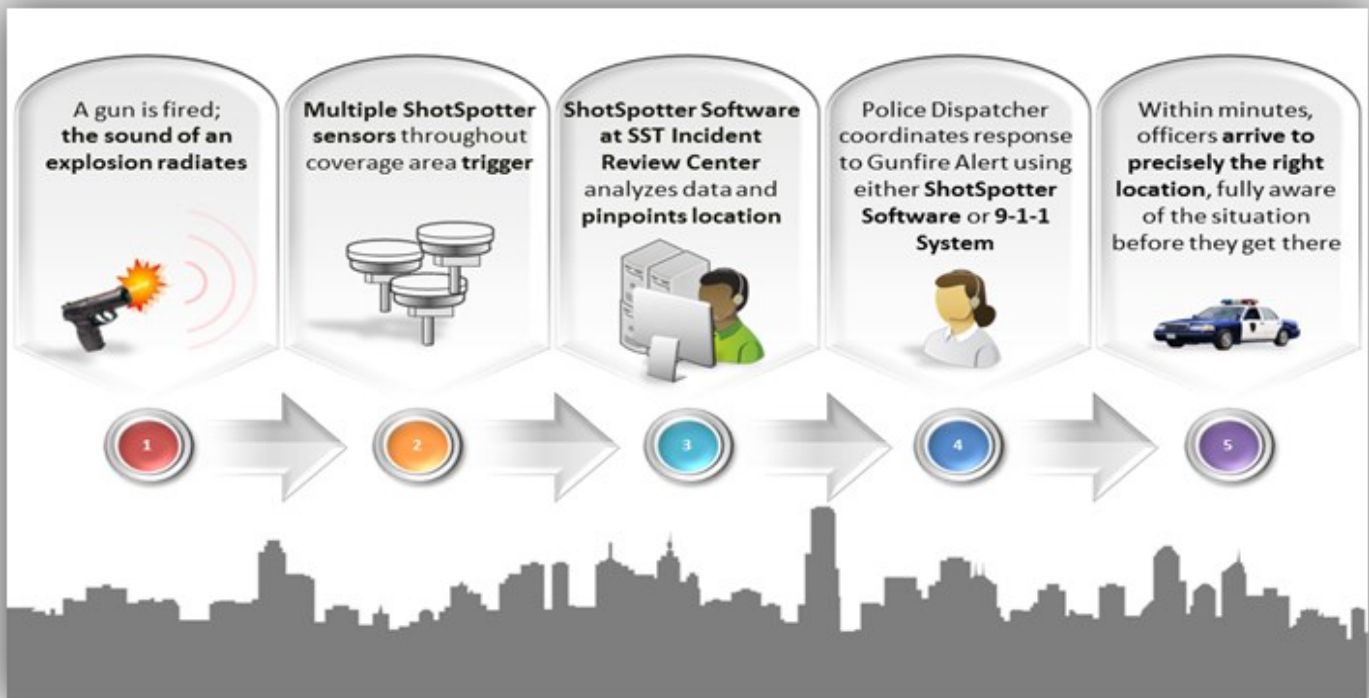 A gun is fired;
the sound of an
explosion radiates
Multiple ShotSpotter
sensors throughout
coverage area trigger
ShotSpotter Software
at SST Incident
Review Center
analyzes data and
pinpoints location
Police Dispatcher
coordinates response
to Gunfire Alert using
either ShotSpotter
Software or 9-1-1
System
Within minutes,
officers arrive to
precisely the right
location, fully aware
of the situation
before they get there
1
2
3
4
5